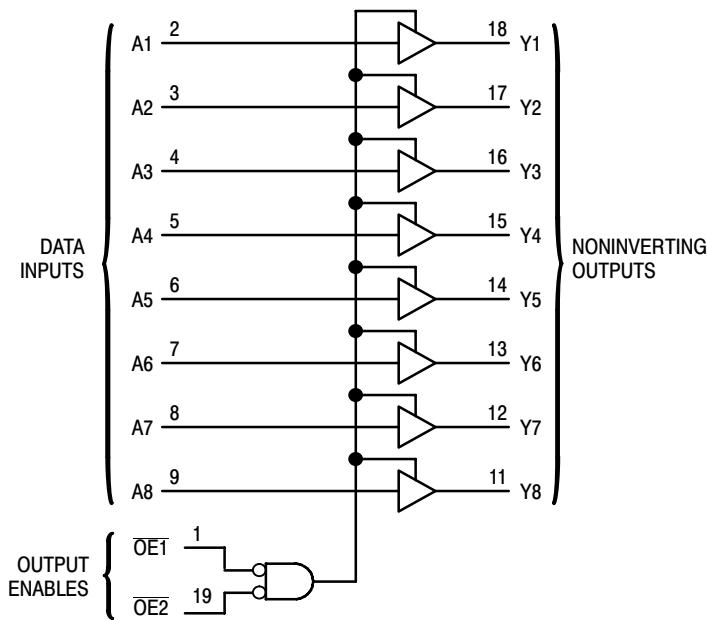 A1 2 18 Y1
A2 3 17 Y2
A3 4 16 Y3
A4 5 15 Y4
DATA
INPUTS
NONINVERTING
OUTPUTS
A5 6 14 Y5
A6 7 13 Y6
A7 8 12 Y7
A8 9 11 Y8
OUTPUT
ENABLES
O̅E̅1̅ 1
O̅E̅2̅ 19